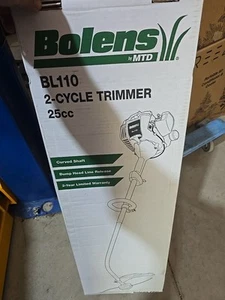 Bolens
by MTD
BL110
2-CYCLE TRIMMER
25cc
Curved Shaft
Bump Head Line Release
2-Year Limited Warranty